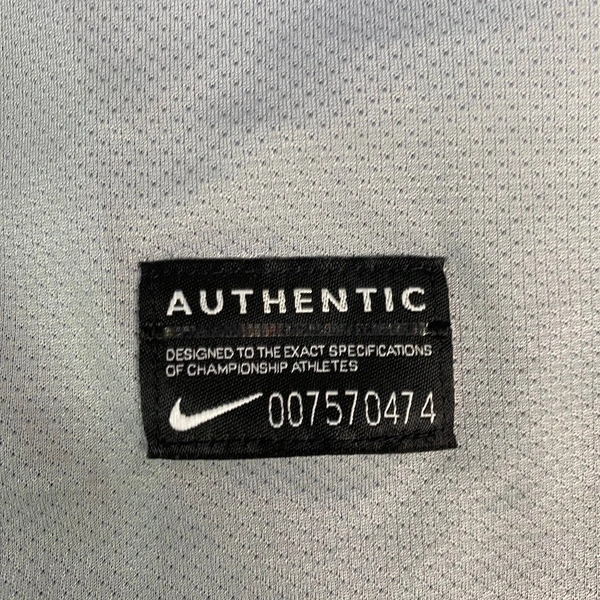 AUTHENTIC
DESIGNED TO THE EXACT SPECIFICATIONS
OF CHAMPIONSHIP ATHLETES
007570474